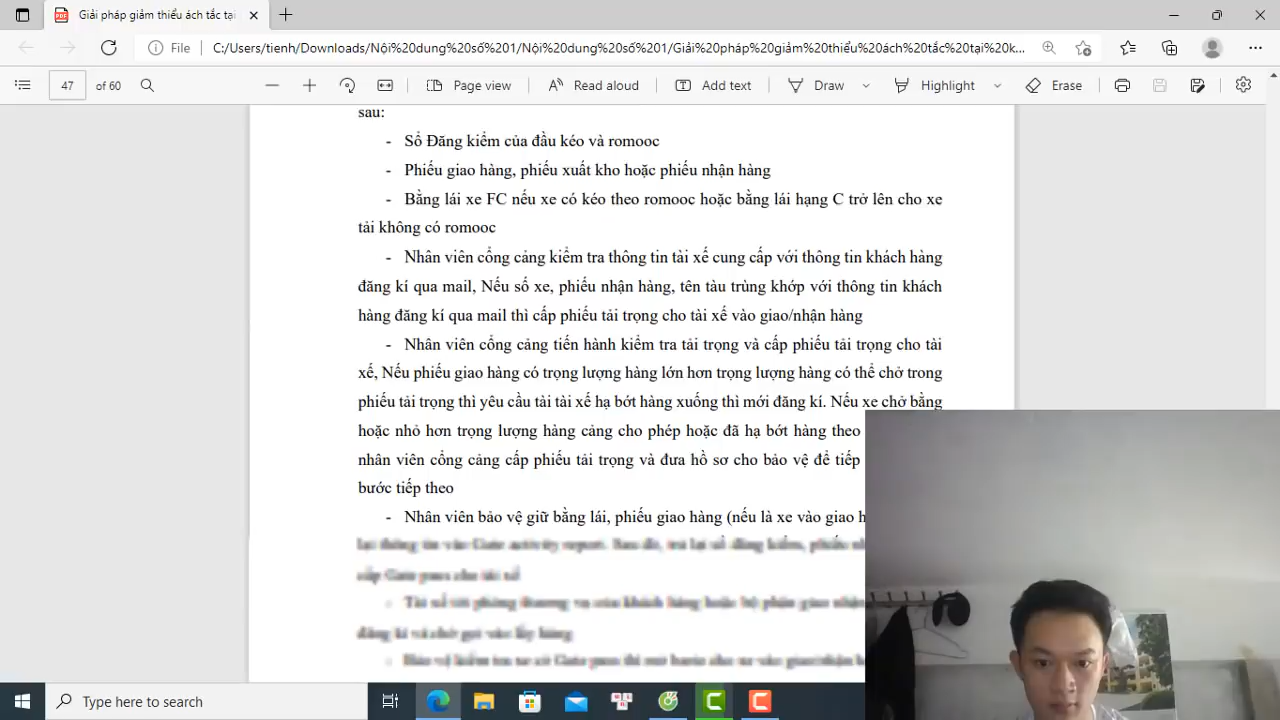 Giải pháp giảm thiểu ách tắc tại
File
C:/Users/tienh/Downloads/Nội%20dung%20số%201/Nội%20dung%20số%201/Giải%20pháp%20giảm%20thiểu%20ách%20tắc%20tại%20k...
47 of 60
Page view
Read aloud
Add text
Draw
Highlight
Erase
sau:
- Sổ Đăng kiểm của đầu kéo và romooc
- Phiếu giao hàng, phiếu xuất kho hoặc phiếu nhận hàng
- Bằng lái xe FC nếu xe có kéo theo romooc hoặc bằng lái hạng C trở lên cho xe
tải không có romooc
- Nhân viên cổng cảng kiểm tra thông tin tài xế cung cấp với thông tin khách hàng
đăng kí qua mail, Nếu số xe, phiếu nhận hàng, tên tàu trùng khớp với thông tin khách
hàng đăng kí qua mail thì cấp phiếu tải trọng cho tài xế vào giao/nhận hàng
- Nhân viên cổng cảng tiến hành kiểm tra tải trọng và cấp phiếu tải trọng cho tài
xế, Nếu phiếu giao hàng có trọng lượng hàng lớn hơn trọng lượng hàng có thể chở trong
phiếu tải trọng thì yêu cầu tài tài xế hạ bớt hàng xuống thì mới đăng kí. Nếu xe chở bằng
hoặc nhỏ hơn trọng lượng hàng cảng cho phép hoặc đã hạ bớt hàng theo
nhân viên cổng cảng cấp phiếu tải trọng và đưa hồ sơ cho bảo vệ để tiếp
bước tiếp theo
- Nhân viên bảo vệ giữ bằng lái, phiếu giao hàng (nếu là xe vào giao
Type here to search